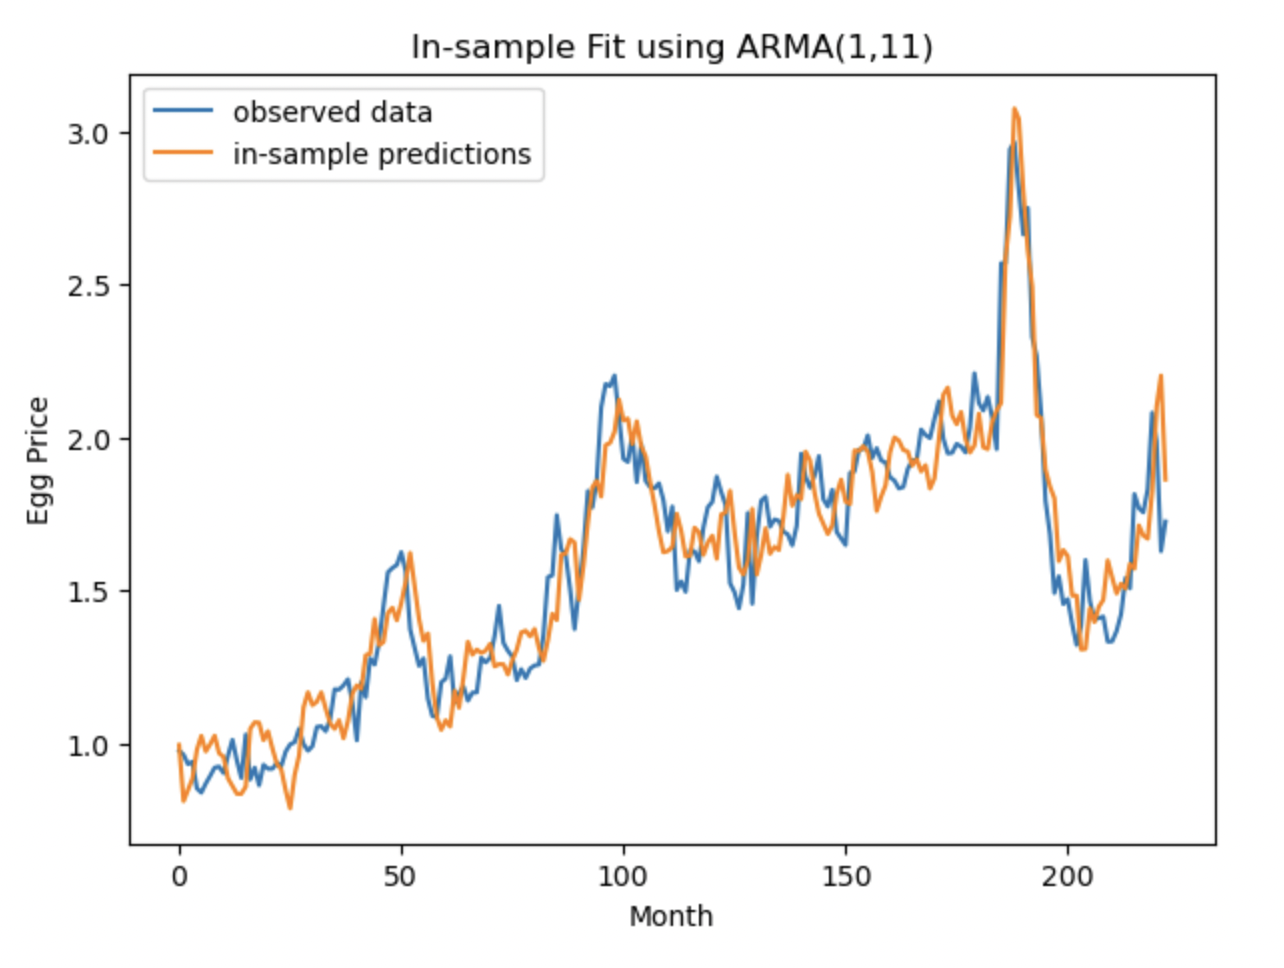 In-sample Fit using ARMA(1,11)
observed data
in-sample predictions
3.0
2.5
2.0
1.5
1.0
Egg Price
0 50 100 150 200
Month